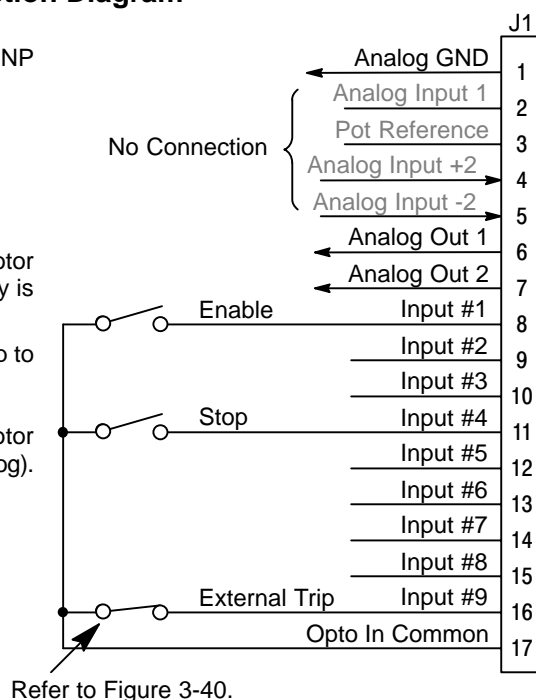 ction Diagram
NP
otor
y is
o to
otor
og).
J1
Analog GND 1
Analog Input 1 2
Pot Reference 3
No Connection
Analog Input +2 4
Analog Input -2 5
Analog Out 1 6
Analog Out 2 7
Enable Input #1 8
Input #2 9
Input #3 10
Stop Input #4 11
Input #5 12
Input #6 13
Input #7 14
Input #8 15
External Trip Input #9 16
Opto In Common 17
Refer to Figure 3-40.